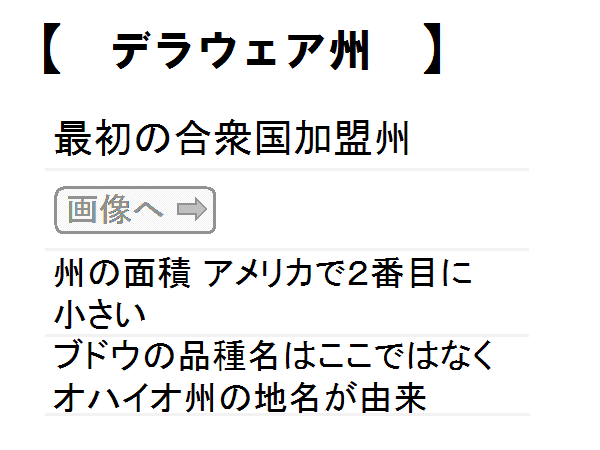 【　デラウェア州　】
最初の合衆国加盟州
画像へ ⇒
州の面積 アメリカで２番目に
小さい
ブドウの品種名はここではなく
オハイオ州の地名が由来